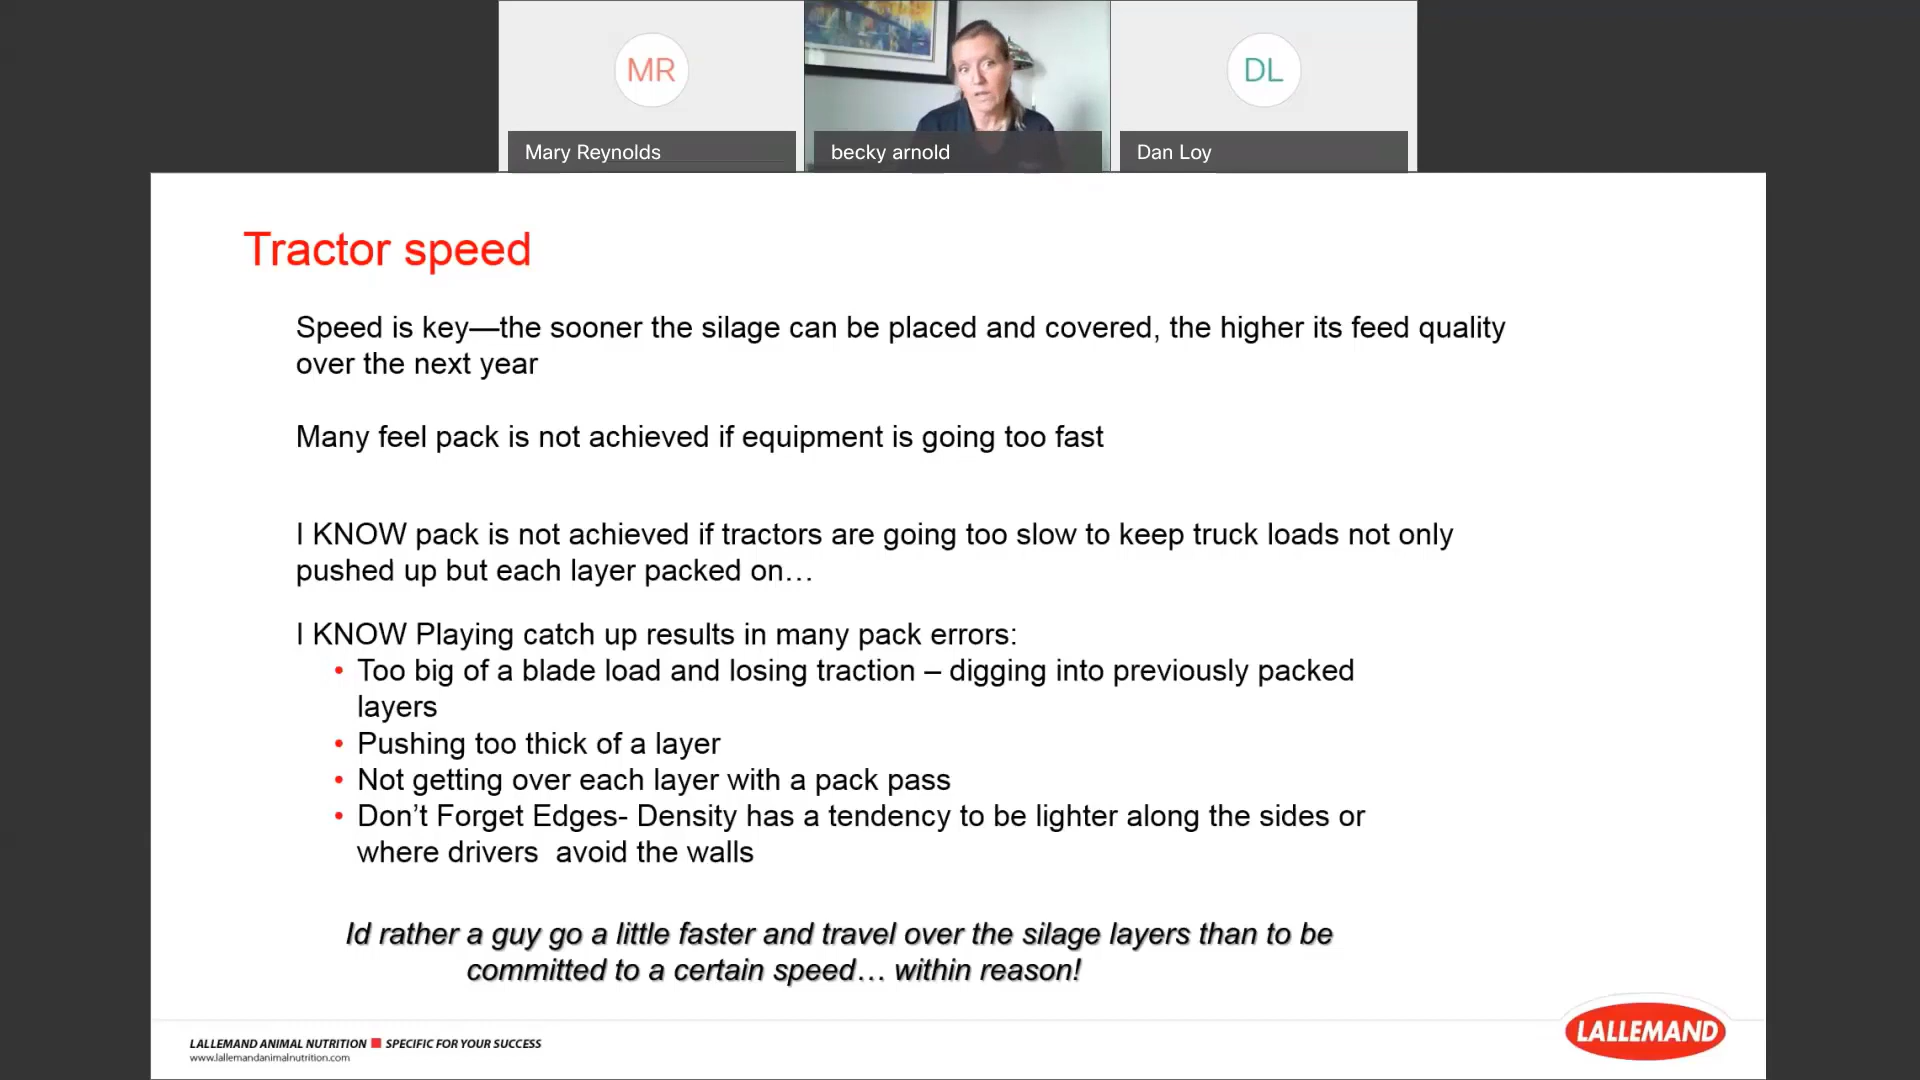 MR
DL
Mary Reynolds
becky arnold
Dan Loy
Tractor speed
Speed is key—the sooner the silage can be placed and covered, the higher its feed quality
over the next year
Many feel pack is not achieved if equipment is going too fast
I KNOW pack is not achieved if tractors are going too slow to keep truck loads not only
pushed up but each layer packed on…
I KNOW Playing catch up results in many pack errors:
• Too big of a blade load and losing traction – digging into previously packed
layers
• Pushing too thick of a layer
• Not getting over each layer with a pack pass
• Don’t Forget Edges- Density has a tendency to be lighter along the sides or
where drivers  avoid the walls
Id rather a guy go a little faster and travel over the silage layers than to be
committed to a certain speed… within reason!
LALLEMAND ANIMAL NUTRITION SPECIFIC FOR YOUR SUCCESS
www.lallemandanimalnutrition.com
LALLEMAND